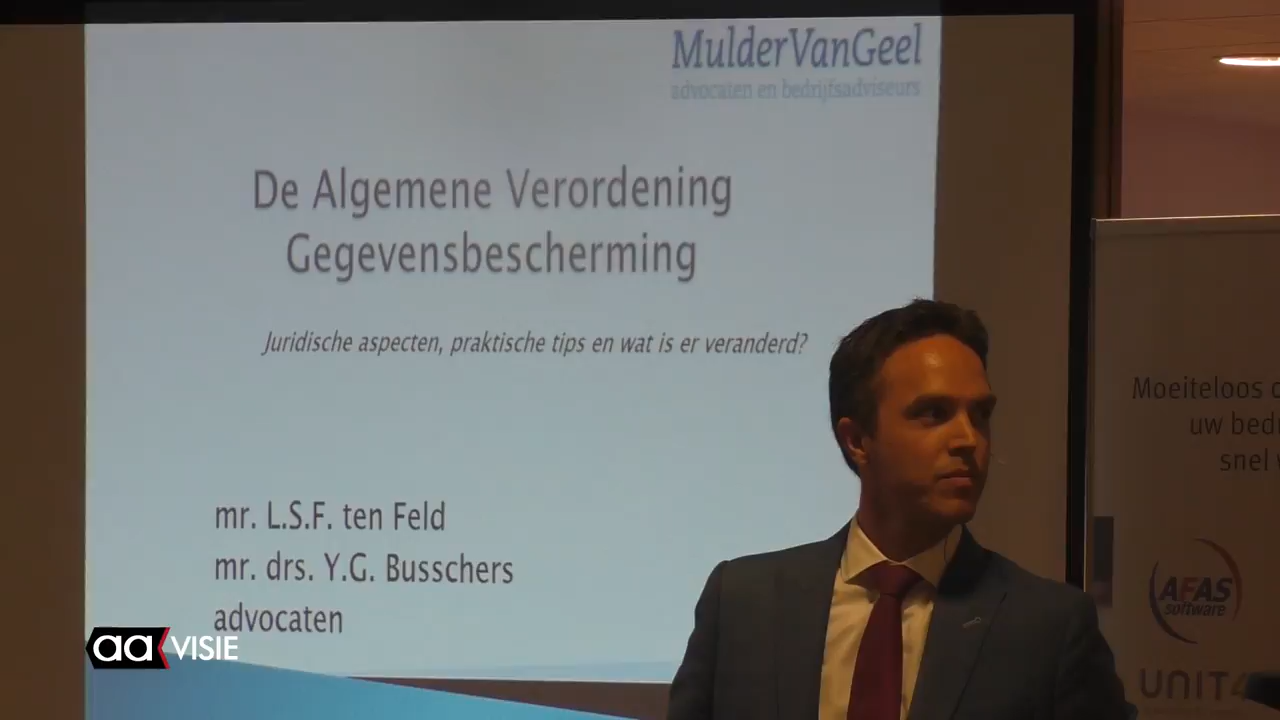 MulderVanGeel
advocaten en bedrijfsadviseurs
De Algemene Verordening
Gegevensbescherming
Juridische aspecten, praktische tips en wat is er veranderd?
mr. L.S.F. ten Feld
mr. drs. Y.G. Busschers
advocaten
aa VISIE
Moeiteloos
uw
snel
AFAS
software
UNIT4